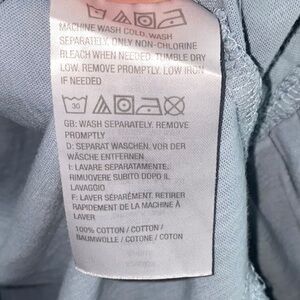 MACHINE WASH COLD. WASH
SEPARATELY. ONLY NON-CHLORINE
BLEACH WHEN NEEDED. TUMBLE DRY
LOW. REMOVE PROMPTLY. LOW IRON
IF NEEDED
30
GB: WASH SEPARATELY. REMOVE
PROMPTLY
D: SEPARAT WASCHEN. VOR DER
WÄSCHE ENTFERNEN
I: LAVARE SEPARATAMENTE.
RIMUOVERE SUBITO DOPO IL
LAVAGGIO
F: LAVER SÉPARÉMENT. RETIRER
RAPIDEMENT DE LA MACHINE À
LAVER
100% COTTON / COTTON /
BAUMWOLLE / COTONE / COTON